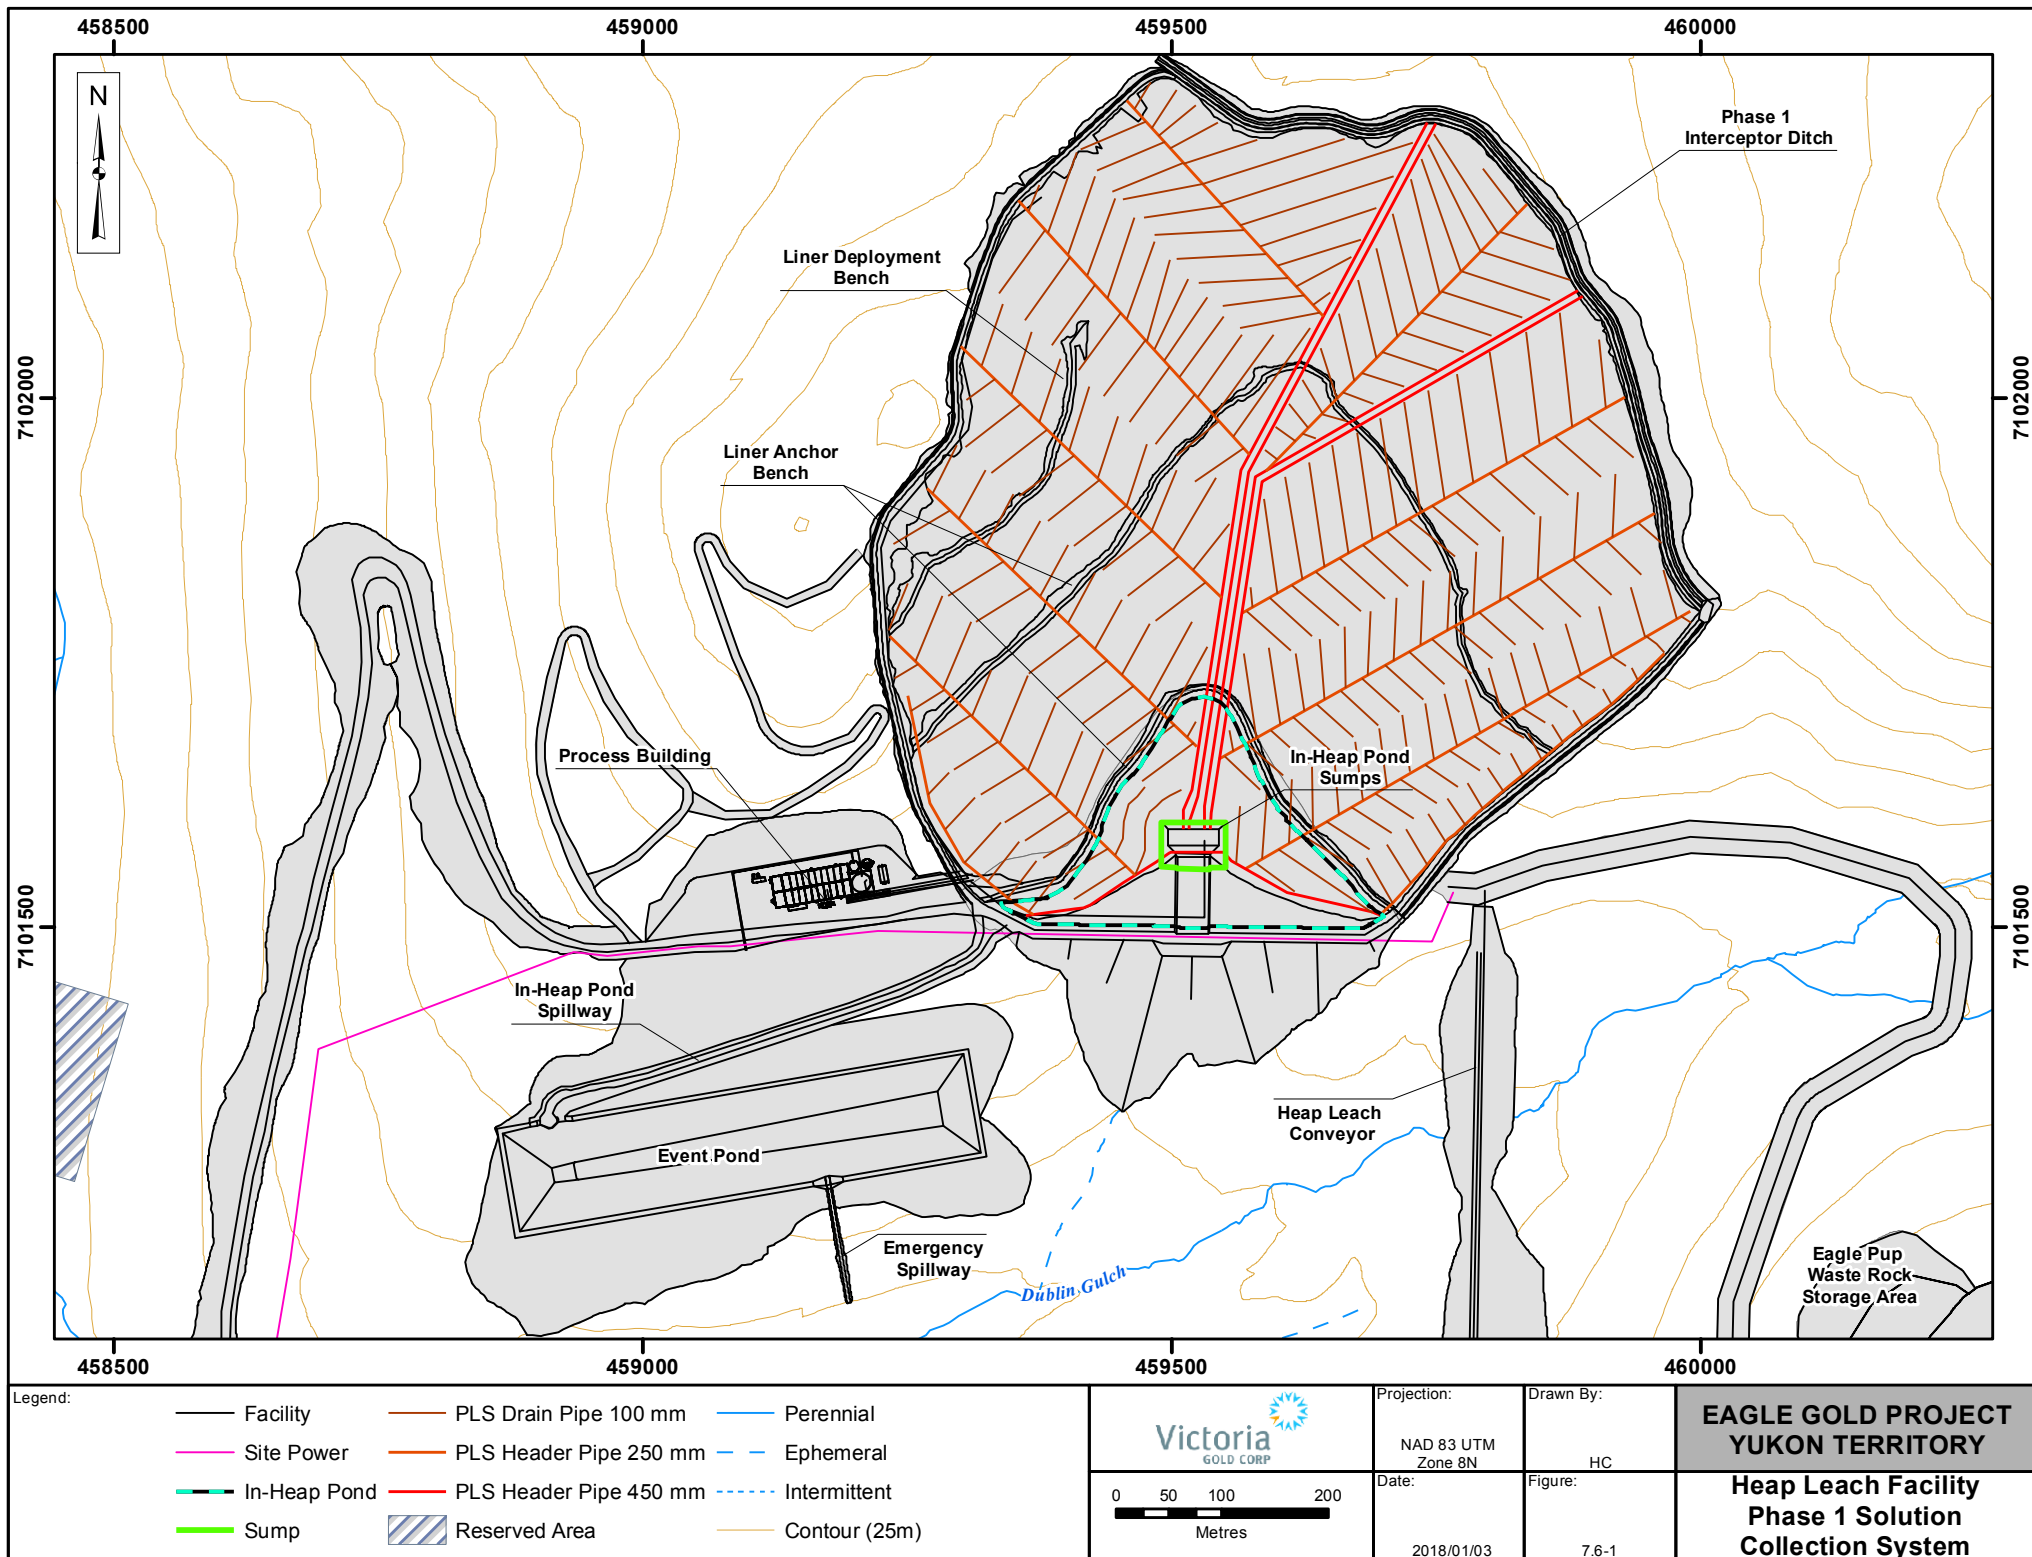 458500
459000
459500
460000
N
Phase 1
Interceptor Ditch
Liner Deployment
Bench
7102000
7102000
Liner Anchor
Bench
Process Building
In-Heap Pond
Sumps
7101500
7101500
In-Heap Pond
Spillway
Heap Leach
Conveyor
Event Pond
Emergency
Spillway
Dublin Gulch
Eagle Pup
Waste Rock
Storage Area
458500
459000
459500
460000
Legend:
Facility
Site Power
In-Heap Pond
Sump
PLS Drain Pipe 100 mm
PLS Header Pipe 250 mm
PLS Header Pipe 450 mm
Reserved Area
Perennial
Ephemeral
Intermittent
Contour (25m)
Victoria
GOLD CORP
0 50 100 200
Metres
Projection:
NAD 83 UTM
Zone 8N
Drawn By:
HC
Date:
2018/01/03
Figure:
7.6-1
EAGLE GOLD PROJECT
YUKON TERRITORY
Heap Leach Facility
Phase 1 Solution
Collection System